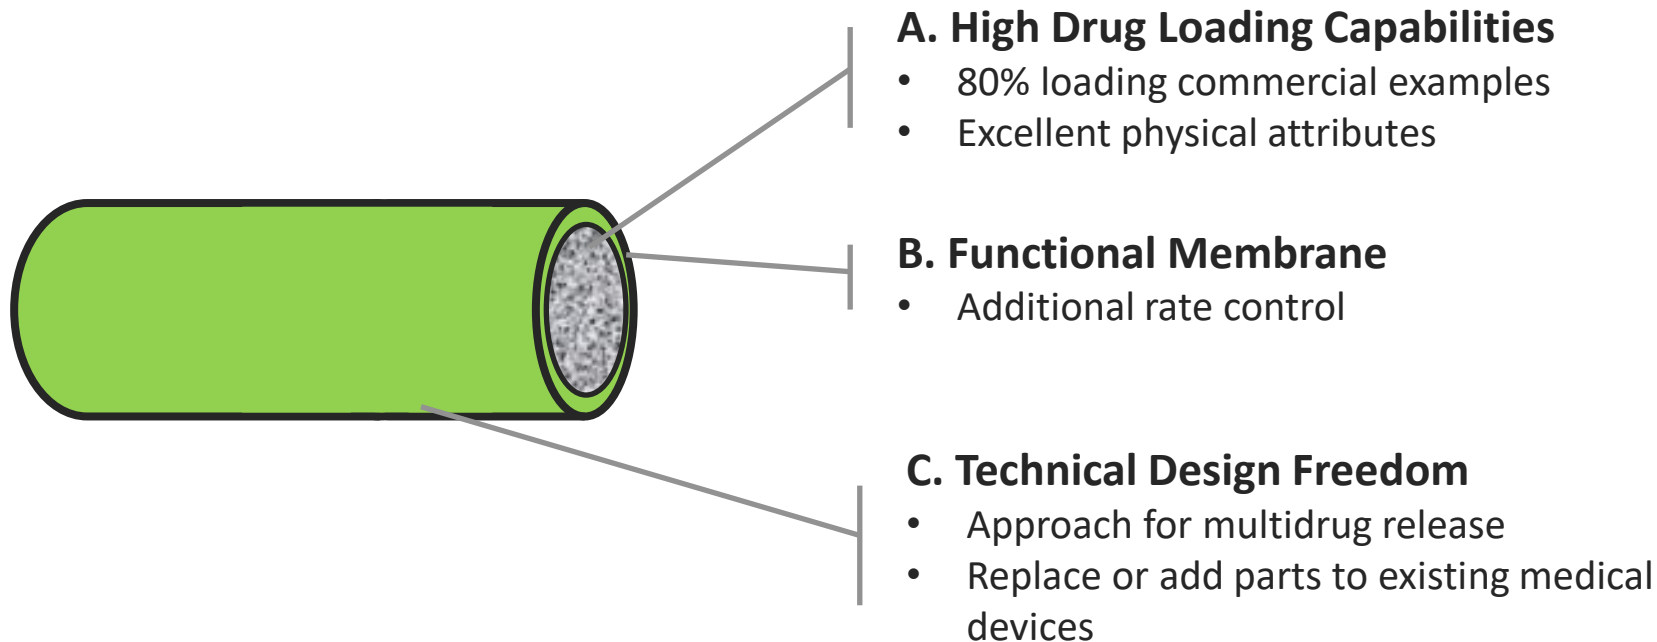 A. High Drug Loading Capabilities
• 80% loading commercial examples
• Excellent physical attributes
B. Functional Membrane
• Additional rate control
C. Technical Design Freedom
• Approach for multidrug release
• Replace or add parts to existing medical
devices